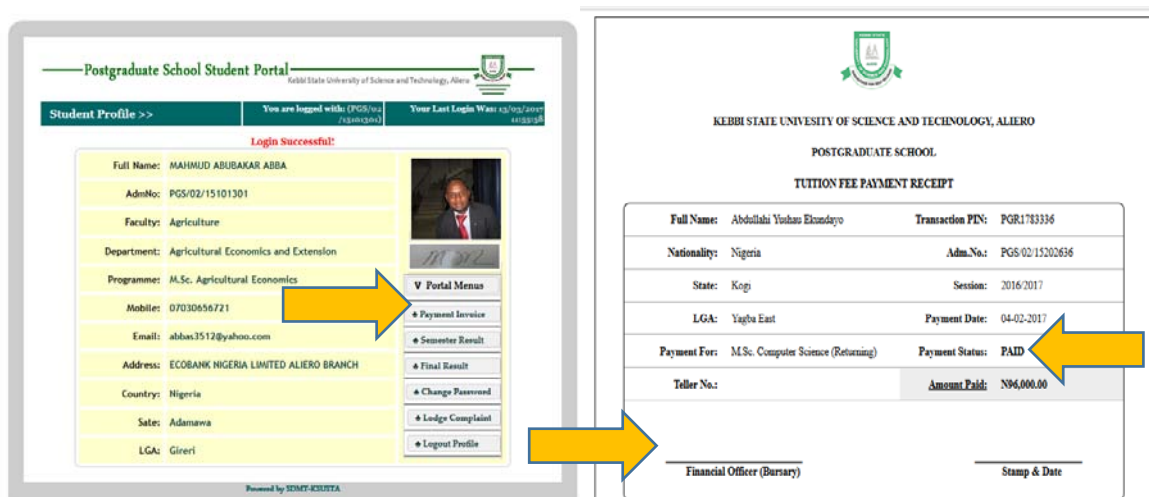 Postgraduate School Student Portal
Kebbi State University of Science and Technology, Aliero
Student Profile >>
You are logged with: (PGS/02
/15101301)
Your Last Login Was: 13/03/2017
11:55:58
Login Successful!
Full Name: MAHMUD ABUBAKAR ABBA
AdmNo: PGS/02/15101301
Faculty: Agriculture
Department: Agricultural Economics and Extension
Programme: M.Sc. Agricultural Economics
Mobile: 07030656721
Email: abbas3512@yahoo.com
Address: ECOBANK NIGERIA LIMITED ALIERO BRANCH
Country: Nigeria
Sate: Adamawa
LGA: Gireri
V Portal Menus
♠ Payment Invoice
♠ Semester Result
♠ Final Result
♠ Change Password
♠ Lodge Complaint
♠ Logout Profile
Powered by SDMT-KSUSTA
KEBBI STATE UNIVESITY OF SCIENCE AND TECHNOLOGY, ALIERO
POSTGRADUATE SCHOOL
TUITION FEE PAYMENT RECEIPT
Full Name: Abdullahi Yushau Ekundayo Transaction PIN: PGR1783336
Nationality: Nigeria Adm.No.: PGS/02/15202636
State: Kogi Session: 2016/2017
LGA: Yagba East Payment Date: 04-02-2017
Payment For: M.Sc. Computer Science (Returning) Payment Status: PAID
Teller No.: Amount Paid: N96,000.00
Financial Officer (Bursary) Stamp & Date